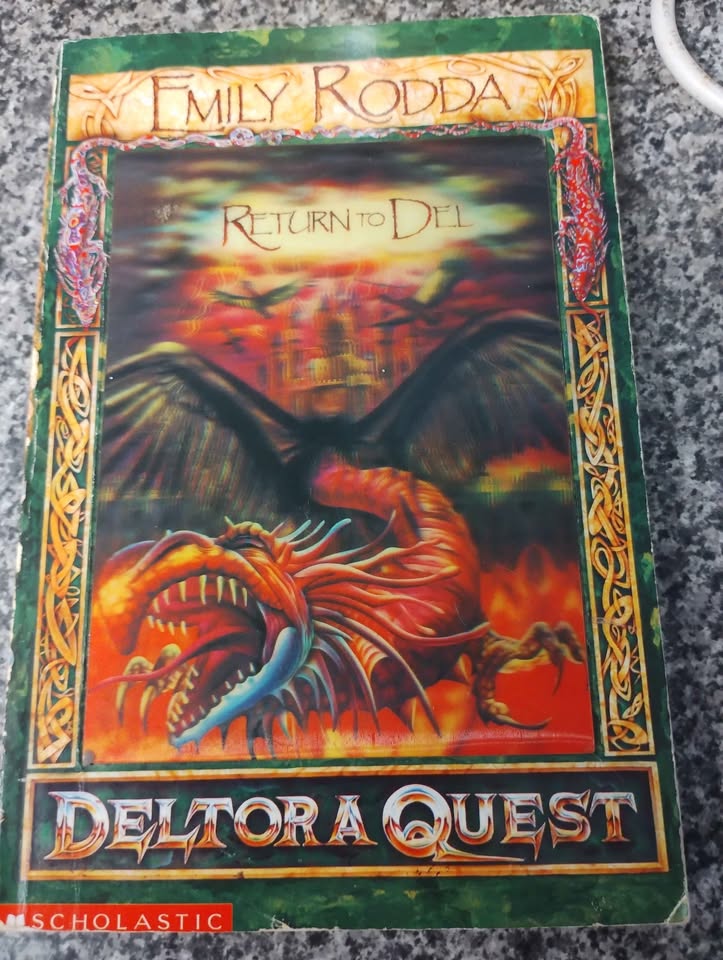 EMILY RODDA
RETURN TO DEL
DELTORA QUEST
SCHOLASTIC